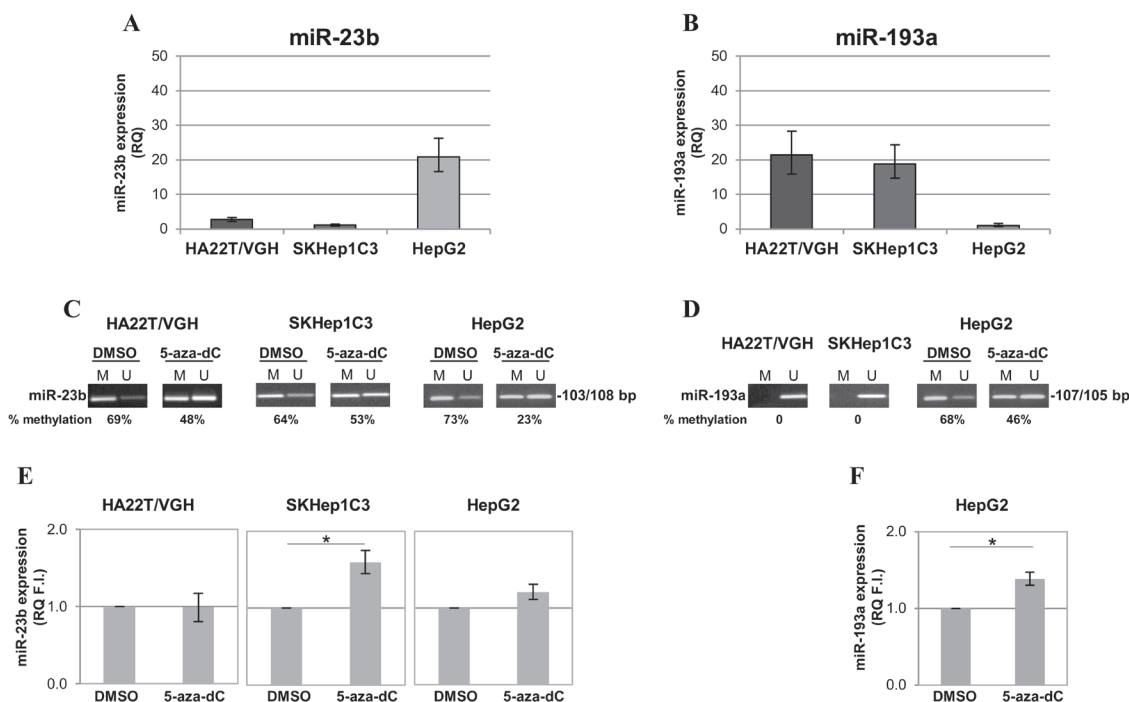 A
miR-23b
50
40
30
20
10
0
miR-23b expression
(RQ)
HA22T/VGH SKHep1C3 HepG2
B
miR-193a
50
40
30
20
10
0
miR-193a expression
(RQ)
HA22T/VGH SKHep1C3 HepG2
C
HA22T/VGH SKHep1C3 HepG2
DMSO 5-aza-dC DMSO 5-aza-dC DMSO 5-aza-dC
M U M U M U M U M U M U
miR-23b -103/108 bp
% methylation 69% 48% 64% 53% 73% 23%
D
HepG2
HA22T/VGH SKHep1C3 DMSO 5-aza-dC
M U M U M U M U
miR-193a -107/105 bp
% methylation 0 0 68% 46%
E
HA22T/VGH SKHep1C3 HepG2
2.0
1.0
0.0
miR-23b expression
(RQ F.I.)
*
DMSO 5-aza-dC DMSO 5-aza-dC DMSO 5-aza-dC
F
HepG2
2.0
1.0
0.0
miR-193a expression
(RQ F.I.)
*
DMSO 5-aza-dC